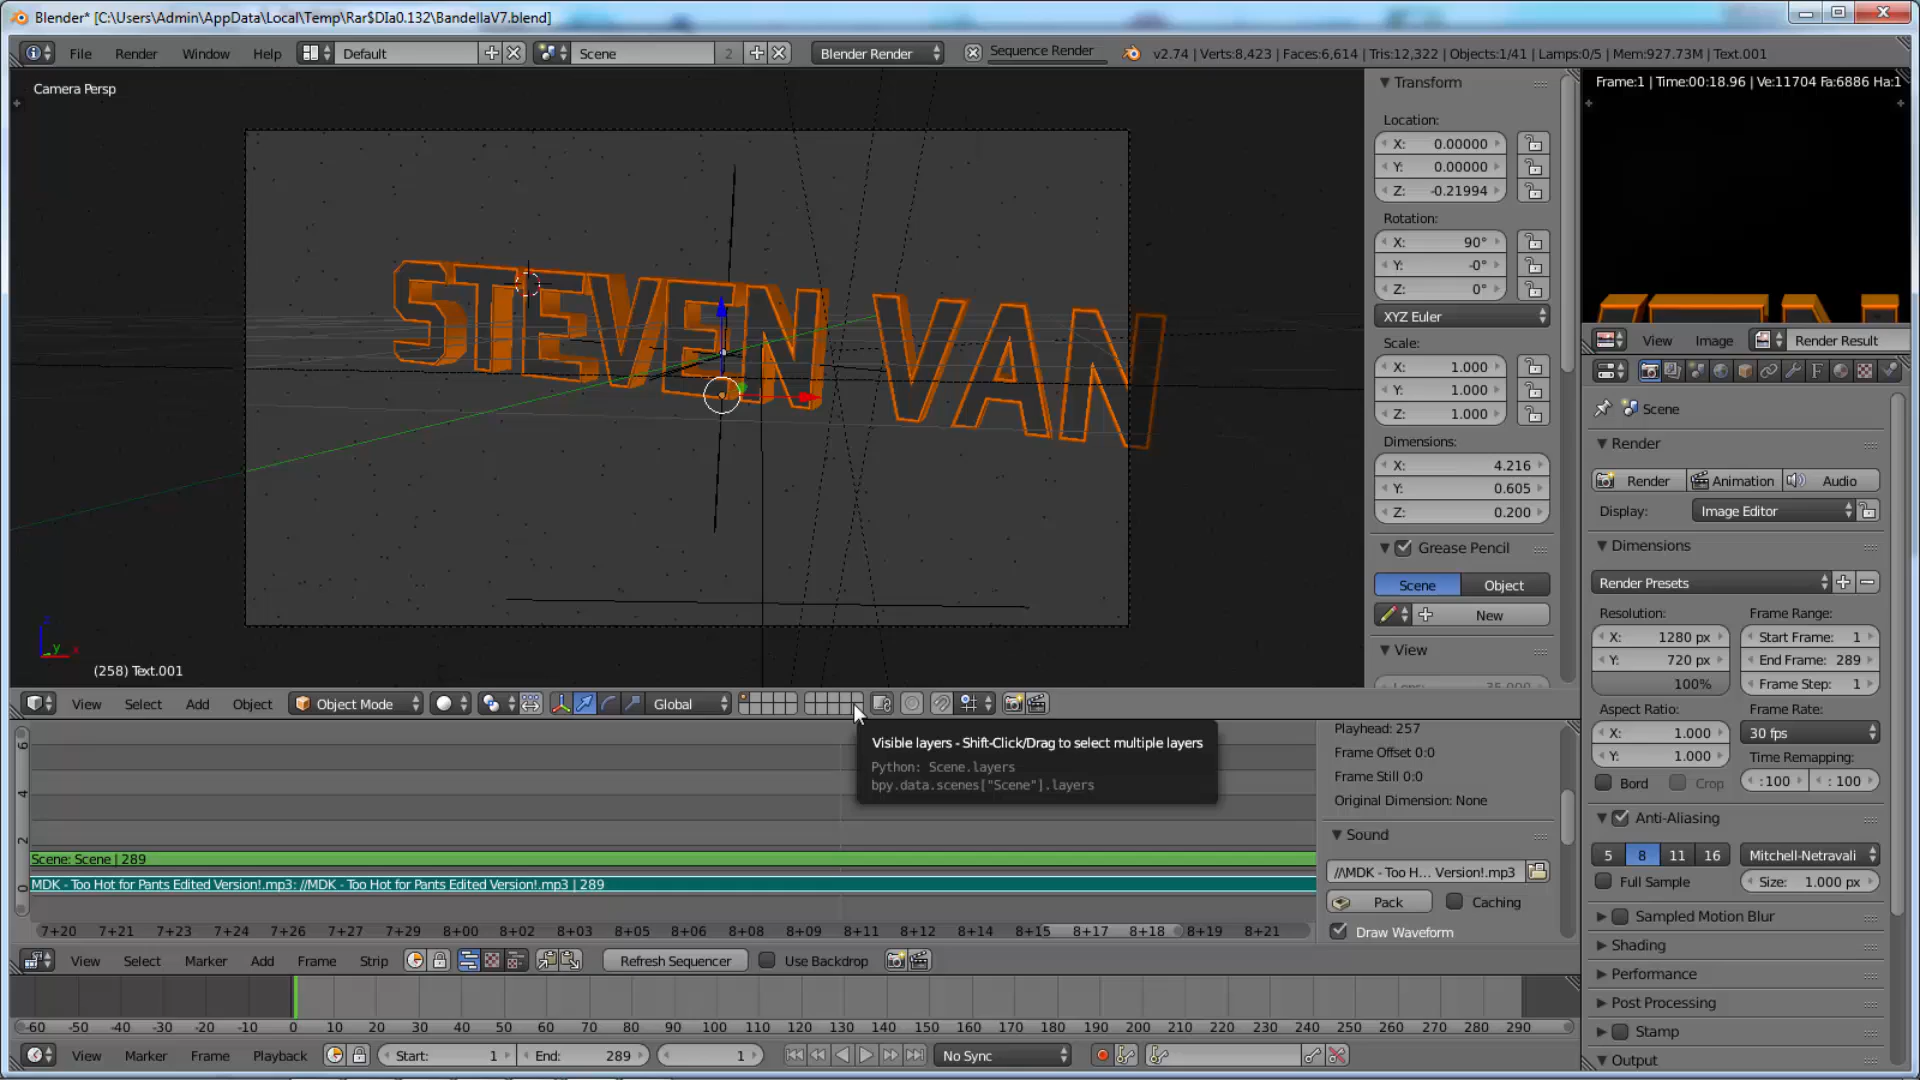 Blender* [C:\Users\Admin\AppData\Local\Temp\Rar$DIa0.132\BandellaV7.blend]
File Render Window Help Default Scene 2 Blender Render Sequence Render v2.74 | Verts:8,423 | Faces:6,614 | Tris:12,322 | Objects:1/41 | Lamps:0/5 | Mem:927.73M | Text.001
Camera Persp
STEVEN VAN
z
y x
(258) Text.001
Transform
Location:
X: 0.00000
Y: 0.00000
Z: -0.21994
Rotation:
X: 90°
Y: -0°
Z: 0°
XYZ Euler
Scale:
X: 1.000
Y: 1.000
Z: 1.000
Dimensions:
X: 4.216
Y: 0.605
Z: 0.200
Grease Pencil
Scene Object
New
View
35.000
Frame:1 | Time:00:18.96 | Ve:11704 Fa:6886 Ha:1
View Image Render Result
Scene
Render
Render Animation Audio
Display: Image Editor
Dimensions
Render Presets
Resolution: Frame Range:
X: 1280 px Start Frame: 1
Y: 720 px End Frame: 289
100% Frame Step: 1
Aspect Ratio: Frame Rate:
X: 1.000 30 fps
Y: 1.000 Time Remapping:
Bord Crop :100 :100
Anti-Aliasing
5 8 11 16 Mitchell-Netravali
Full Sample Size: 1.000 px
Sampled Motion Blur
Shading
Performance
Post Processing
Stamp
Output
View Select Add Object Object Mode Global
Visible layers - Shift-Click/Drag to select multiple layers
Python: Scene.layers
bpy.data.scenes["Scene"].layers
6
4
2
0
Scene: Scene | 289
MDK - Too Hot for Pants Edited Version!.mp3: //MDK - Too Hot for Pants Edited Version!.mp3 | 289
7+20 7+21 7+23 7+24 7+26 7+27 7+29 8+00 8+02 8+03 8+05 8+06 8+08 8+09 8+11 8+12 8+14 8+15 8+17 8+18 8+19 8+21
Playhead: 257
Frame Offset 0:0
Frame Still 0:0
Original Dimension: None
Sound
//\MDK - Too H... Version!.mp3
Pack Caching
Draw Waveform
View Select Marker Add Frame Strip Refresh Sequencer Use Backdrop
-60 -50 -40 -30 -20 -10 0 10 20 30 40 50 60 70 80 90 100 110 120 130 140 150 160 170 180 190 200 210 220 230 240 250 260 270 280 290
View Marker Frame Playback Start: 1 End: 289 1 No Sync